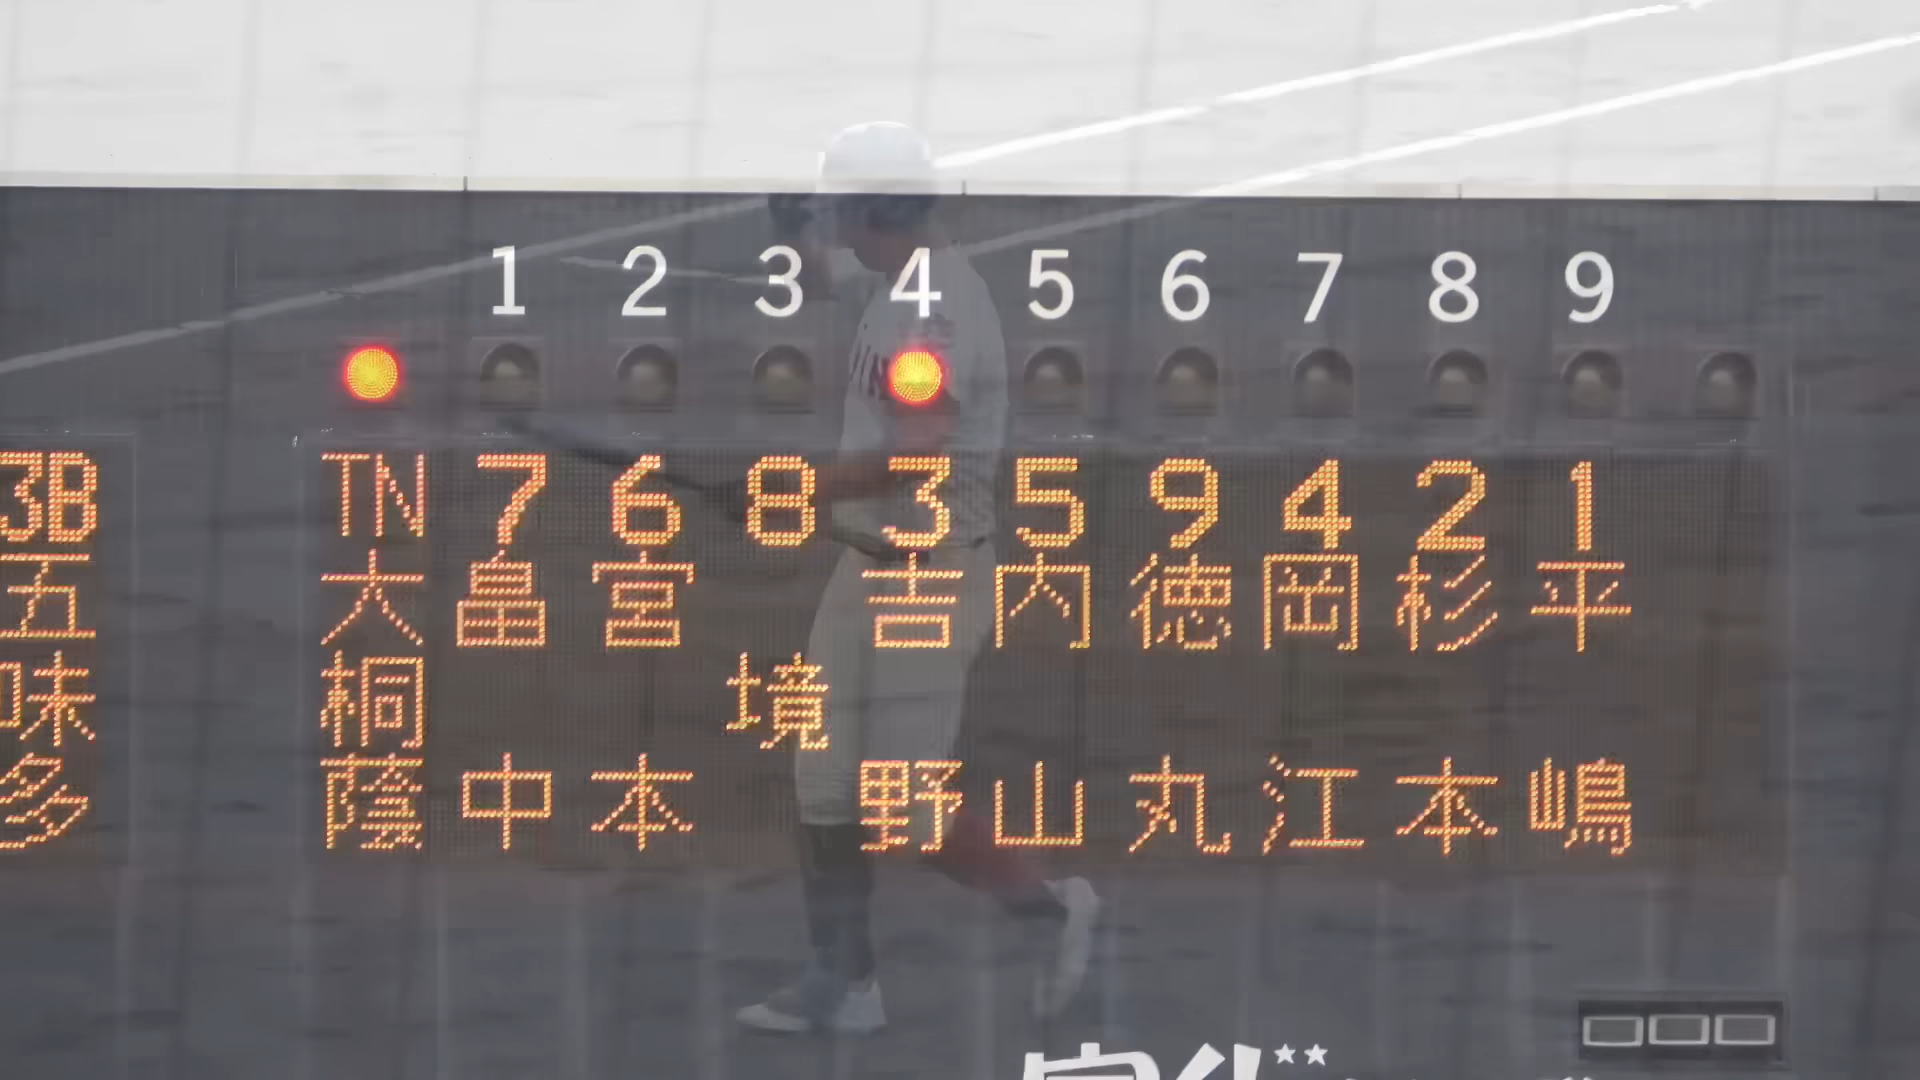 1 2 3 4 5 6 7 8 9
3B TN 7 6 8 3 5 9 4 2 1
五味多
大桐蔭
畠中
宮本
境
吉野
内山
徳丸
岡江
杉本
平嶋